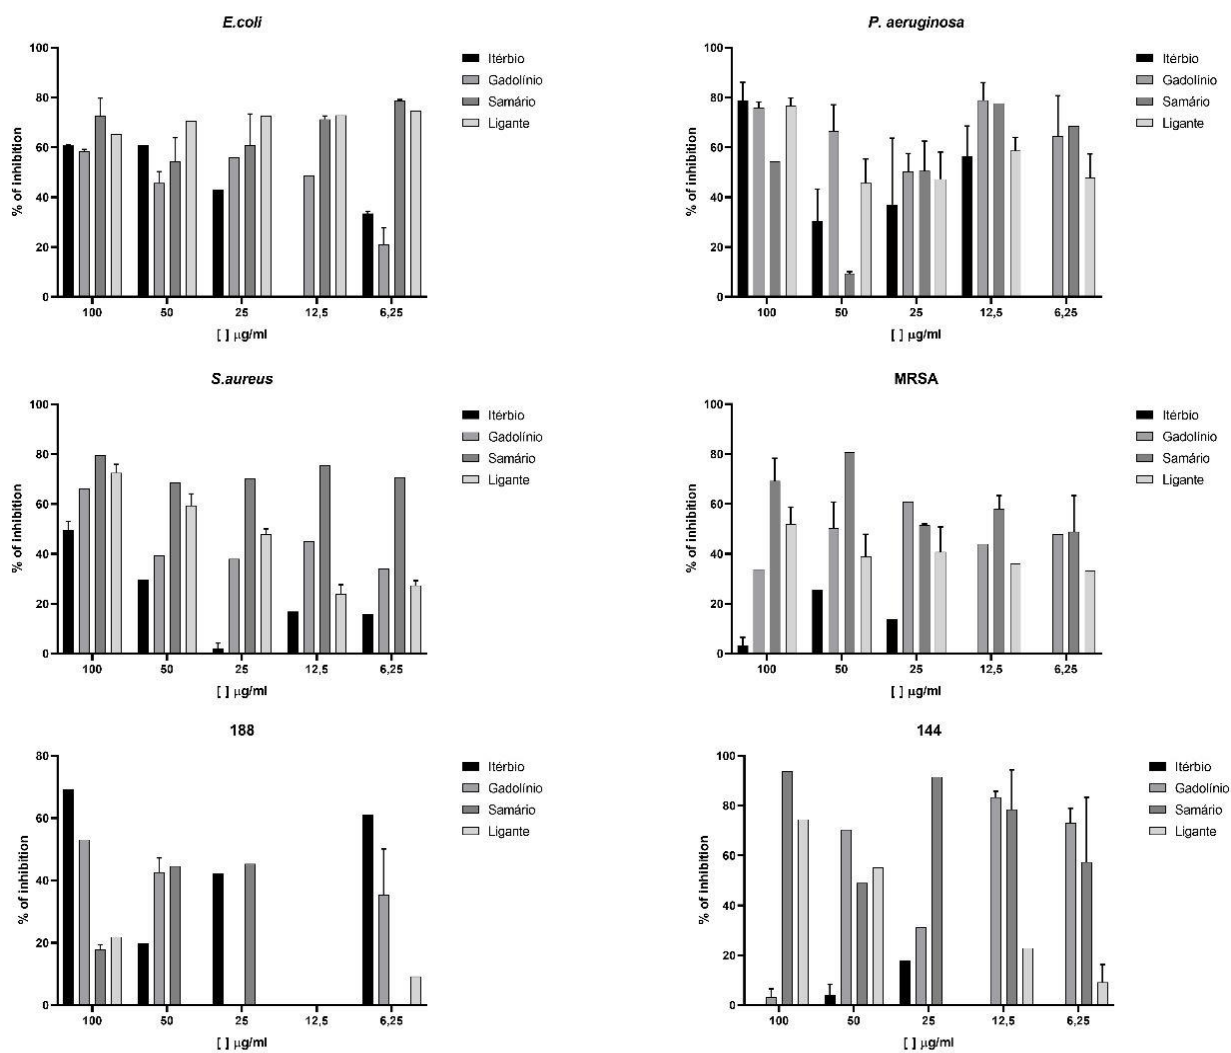 E.coli
% of inhibition
100
80
60
40
20
0
100 50 25 12,5 6,25
[ ] µg/ml
Itérbio
Gadolínio
Samário
Ligante
P. aeruginosa
% of inhibition
100
80
60
40
20
0
100 50 25 12,5 6,25
[ ] µg/ml
Itérbio
Gadolínio
Samário
Ligante
S.aureus
% of inhibition
100
80
60
40
20
0
100 50 25 12,5 6,25
[ ] µg/ml
Itérbio
Gadolínio
Samário
Ligante
MRSA
% of inhibition
100
80
60
40
20
0
100 50 25 12,5 6,25
[ ] µg/ml
Itérbio
Gadolínio
Samário
Ligante
188
% of inhibition
80
60
40
20
0
100 50 25 12,5 6,25
[ ] µg/ml
Itérbio
Gadolínio
Samário
Ligante
144
% of inhibition
100
80
60
40
20
0
100 50 25 12,5 6,25
[ ] µg/ml
Itérbio
Gadolínio
Samário
Ligante